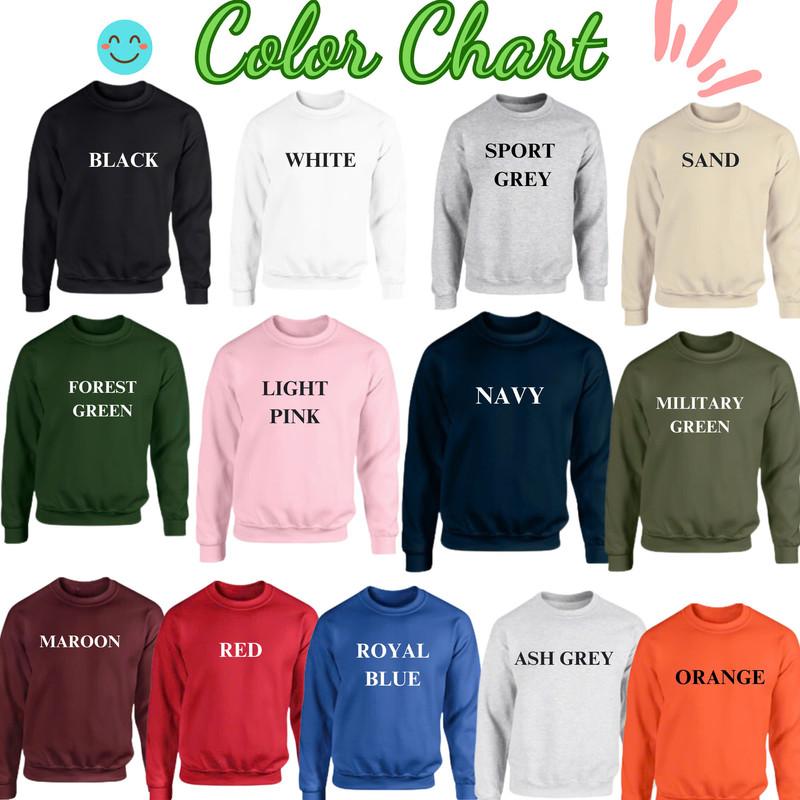 Color Chart
BLACK
WHITE
SPORT
GREY
SAND
FOREST
GREEN
LIGHT
PINK
NAVY
MILITARY
GREEN
MAROON
RED
ROYAL
BLUE
ASH GREY
ORANGE